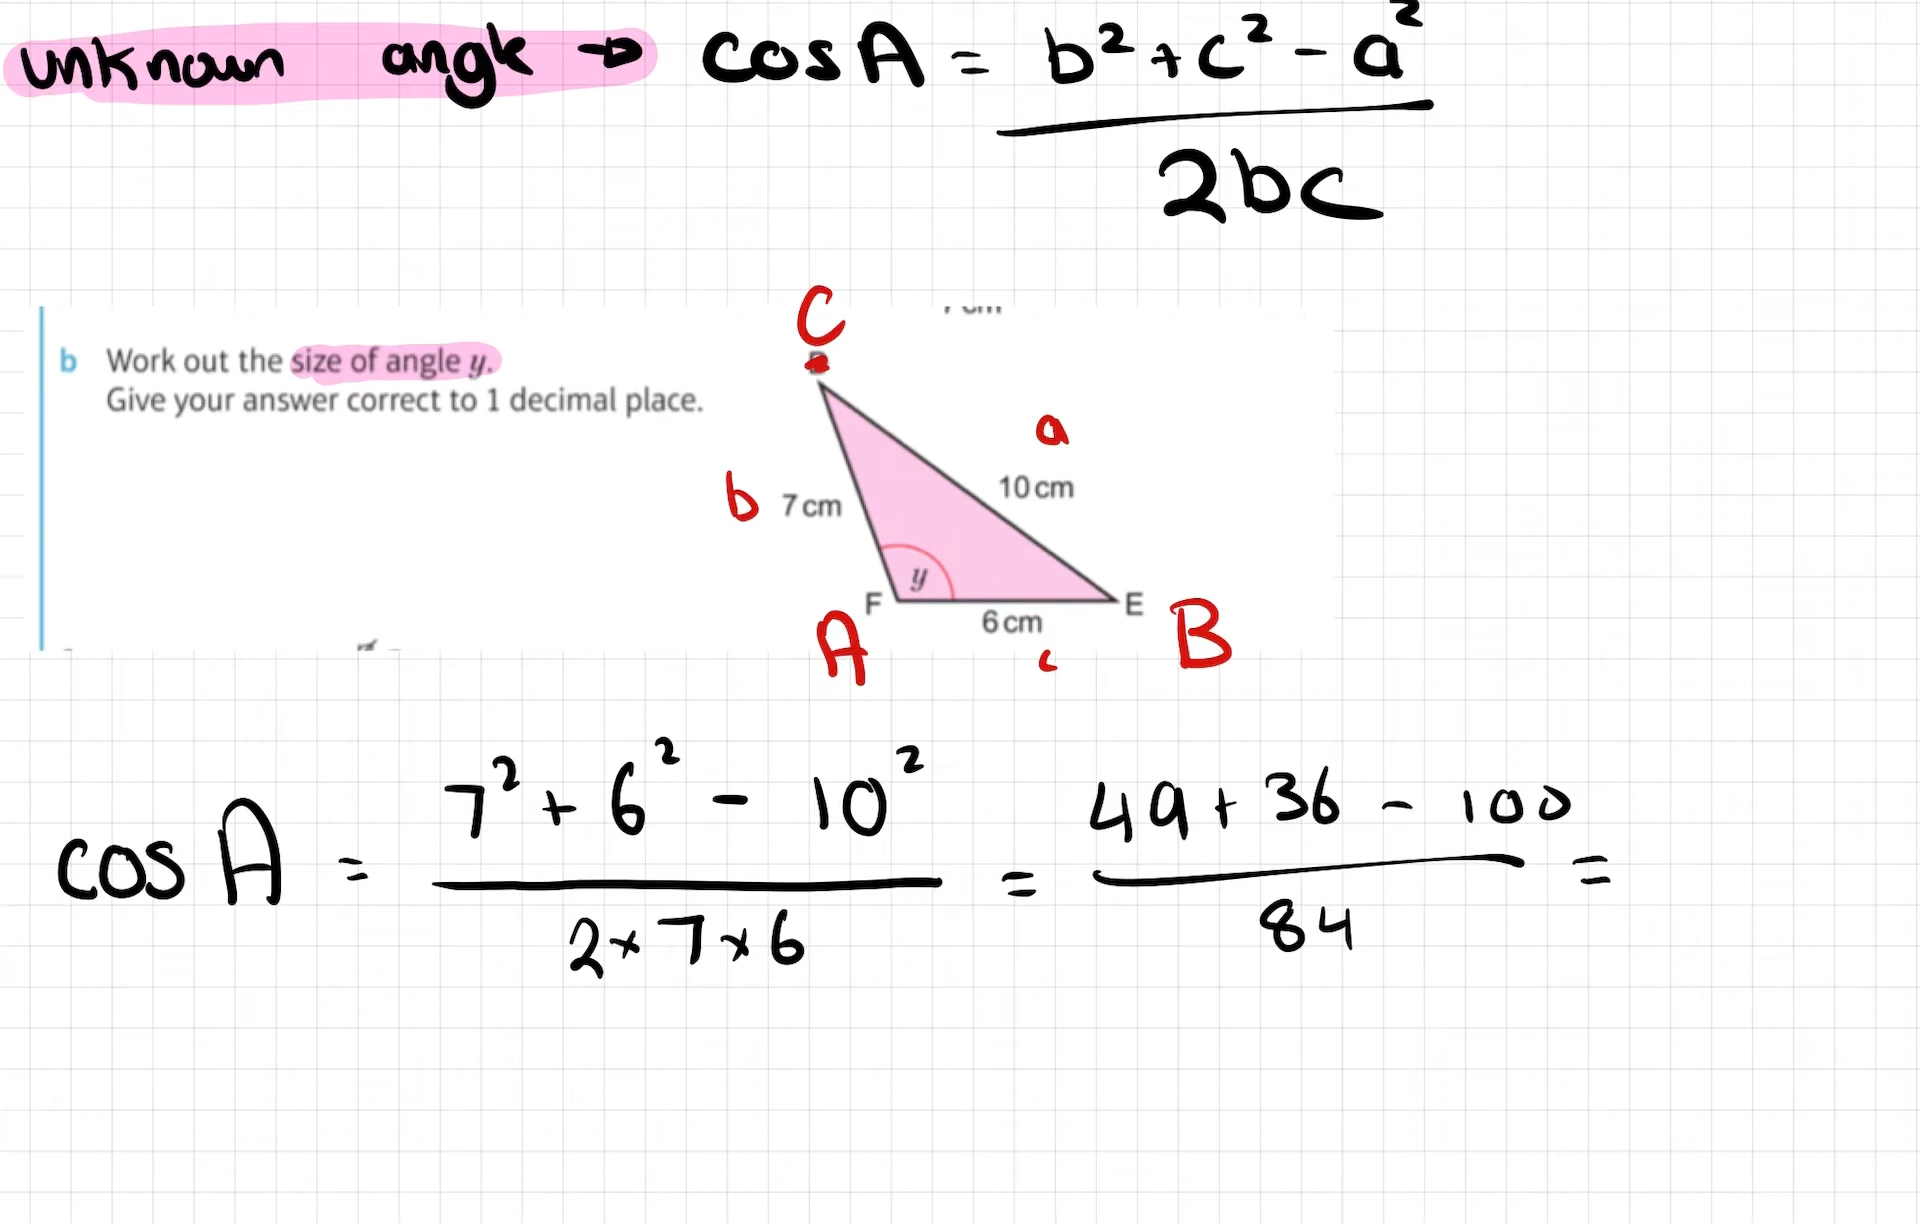 unknown angle → cos A = b² + c² - a²
2bc
C
b Work out the size of angle y.
Give your answer correct to 1 decimal place.
a
10 cm
b 7 cm
y
F E
6 cm
A c B
cos A = 7² + 6² - 10² = 49 + 36 - 100 =
2 × 7 × 6 84